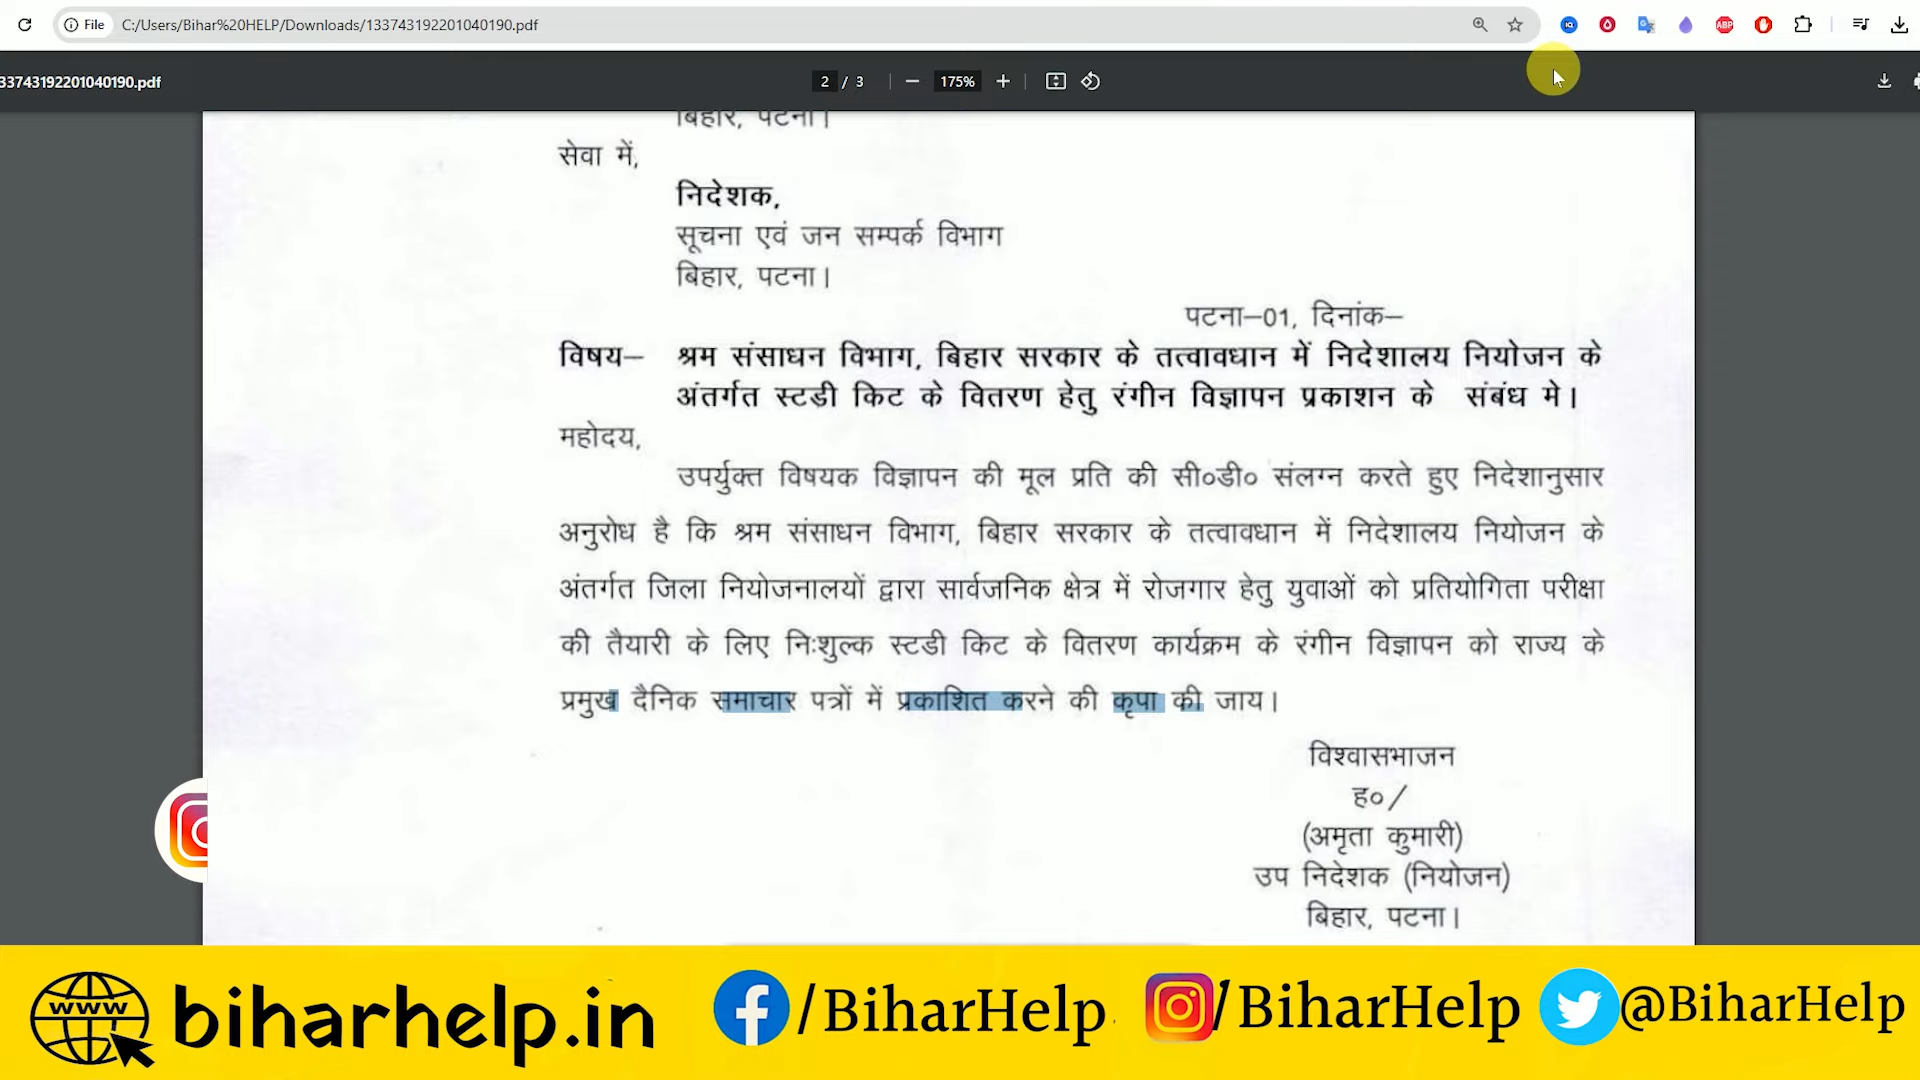 File C:/Users/Bihar%20HELP/Downloads/133743192201040190.pdf
33743192201040190.pdf 2 / 3 175%
बिहार, पटना।
सेवा में,
निदेशक,
सूचना एवं जन सम्पर्क विभाग
बिहार, पटना।
पटना–01, दिनांक–
विषय– श्रम संसाधन विभाग, बिहार सरकार के तत्वावधान में निदेशालय नियोजन के
अंतर्गत स्टडी किट के वितरण हेतु रंगीन विज्ञापन प्रकाशन के संबंध मे।
महोदय,
उपर्युक्त विषयक विज्ञापन की मूल प्रति की सी०डी० संलग्न करते हुए निदेशानुसार
अनुरोध है कि श्रम संसाधन विभाग, बिहार सरकार के तत्वावधान में निदेशालय नियोजन के
अंतर्गत जिला नियोजनालयों द्वारा सार्वजनिक क्षेत्र में रोजगार हेतु युवाओं को प्रतियोगिता परीक्षा
की तैयारी के लिए निःशुल्क स्टडी किट के वितरण कार्यक्रम के रंगीन विज्ञापन को राज्य के
प्रमुख दैनिक समाचार पत्रों में प्रकाशित करने की कृपा की जाय।
विश्वासभाजन
ह०/
(अमृता कुमारी)
उप निदेशक (नियोजन)
बिहार, पटना।
www biharhelp.in /BiharHelp /BiharHelp @BiharHelp